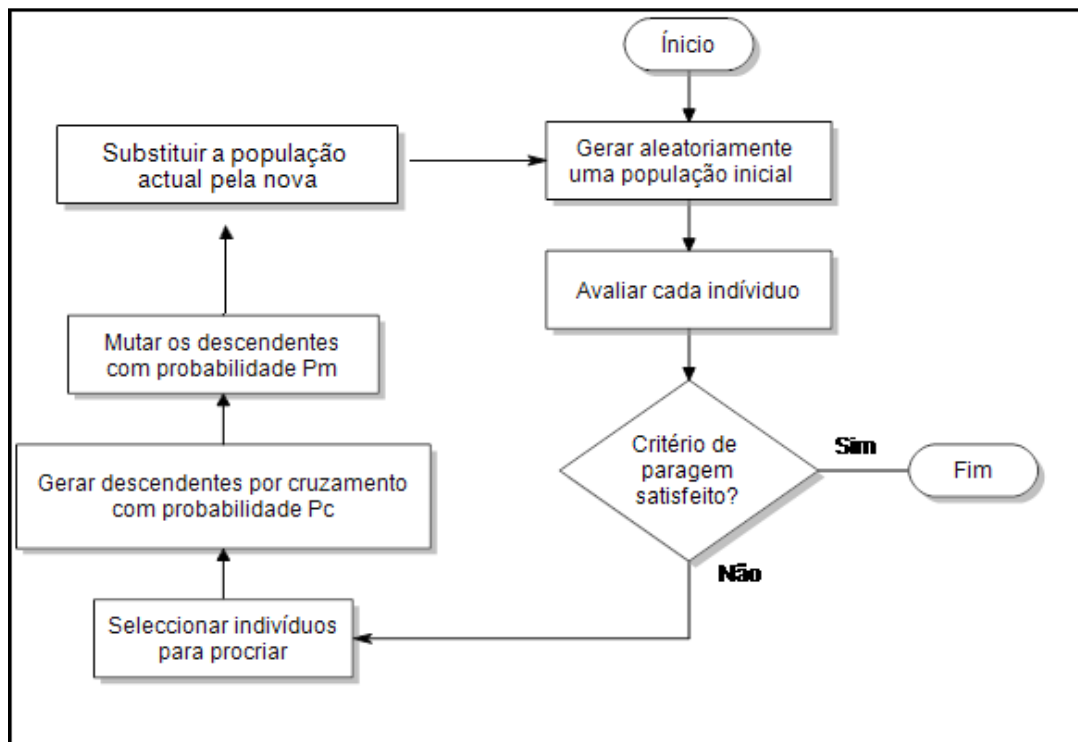 Ínicio
Gerar aleatoriamente
uma população inicial
Avaliar cada indíviduo
Critério de
paragem
satisfeito?
Sim
Fim
Não
Seleccionar indivíduos
para procriar
Gerar descendentes por cruzamento
com probabilidade Pc
Mutar os descendentes
com probabilidade Pm
Substituir a população
actual pela nova